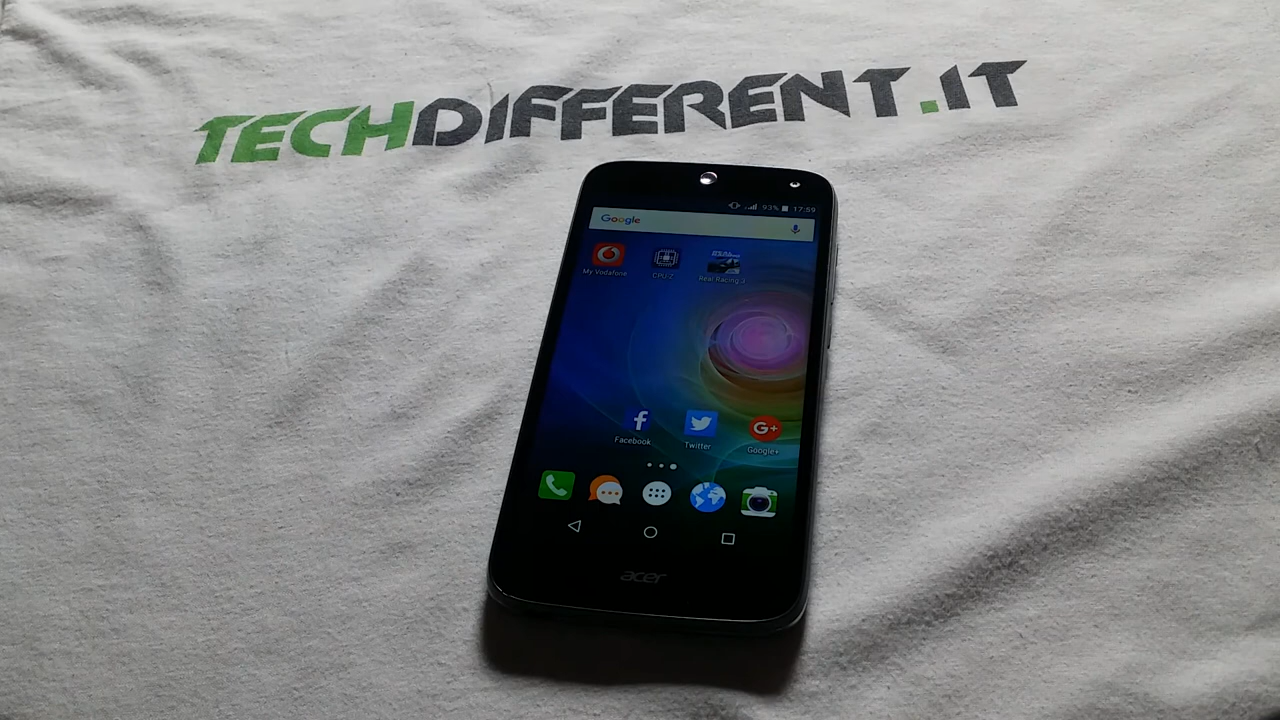 TECHDIFFERENT.IT
93% 17:59
Google
My Vodafone CPU-Z Real Racing 3
Facebook Twitter Google+
acer